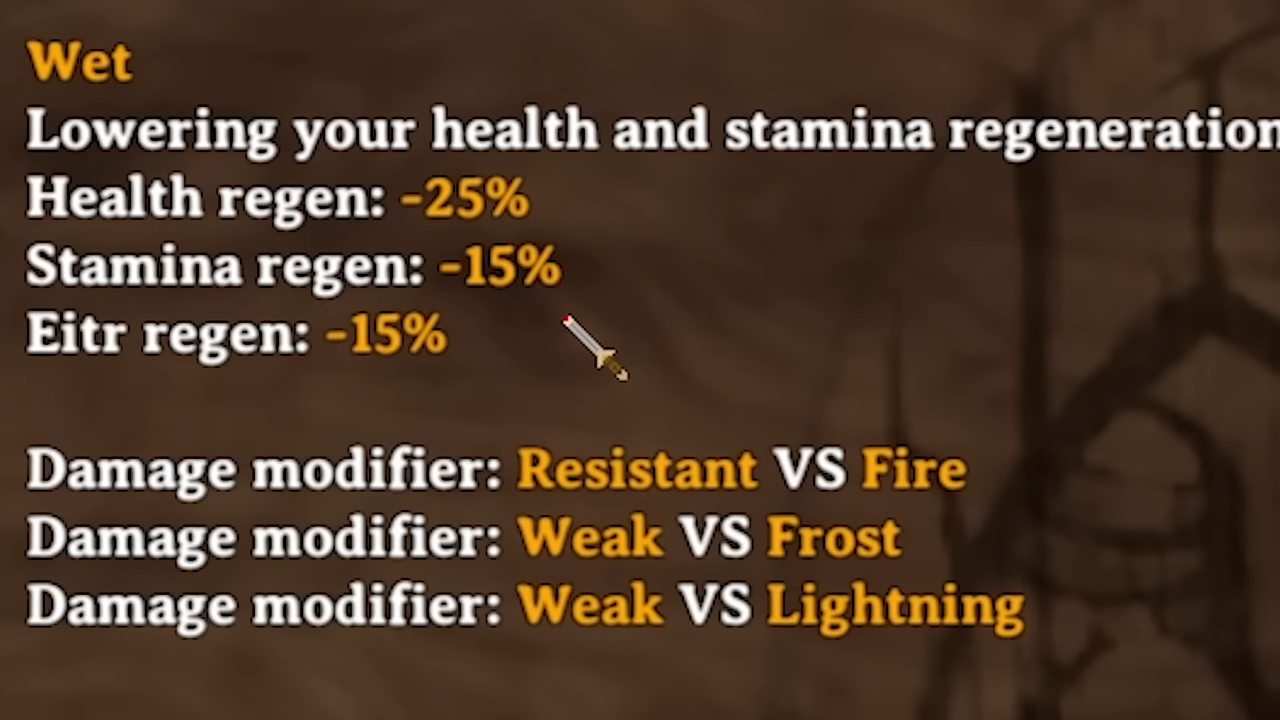 Wet
Lowering your health and stamina regeneration
Health regen: -25%
Stamina regen: -15%
Eitr regen: -15%
Damage modifier: Resistant VS Fire
Damage modifier: Weak VS Frost
Damage modifier: Weak VS Lightning